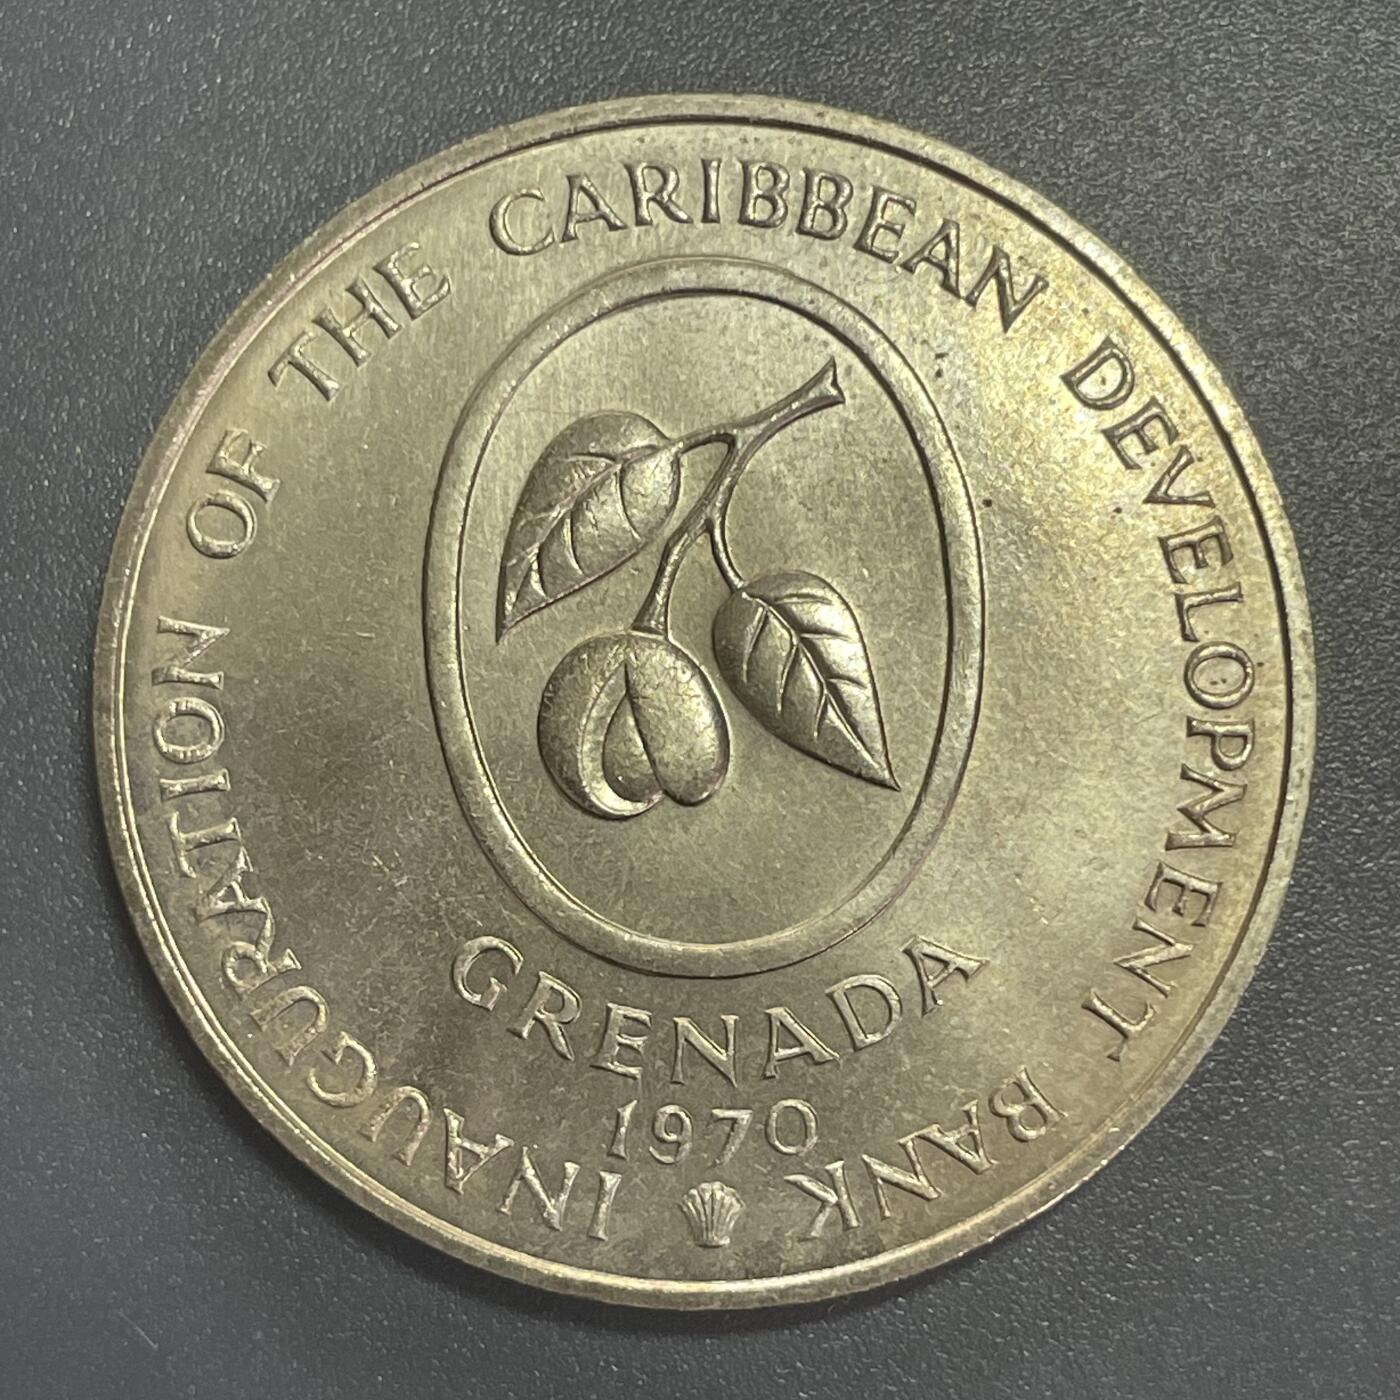 INAUGURATION OF THE CARIBBEAN DEVELOPMENT BANK
GRENADA
1970